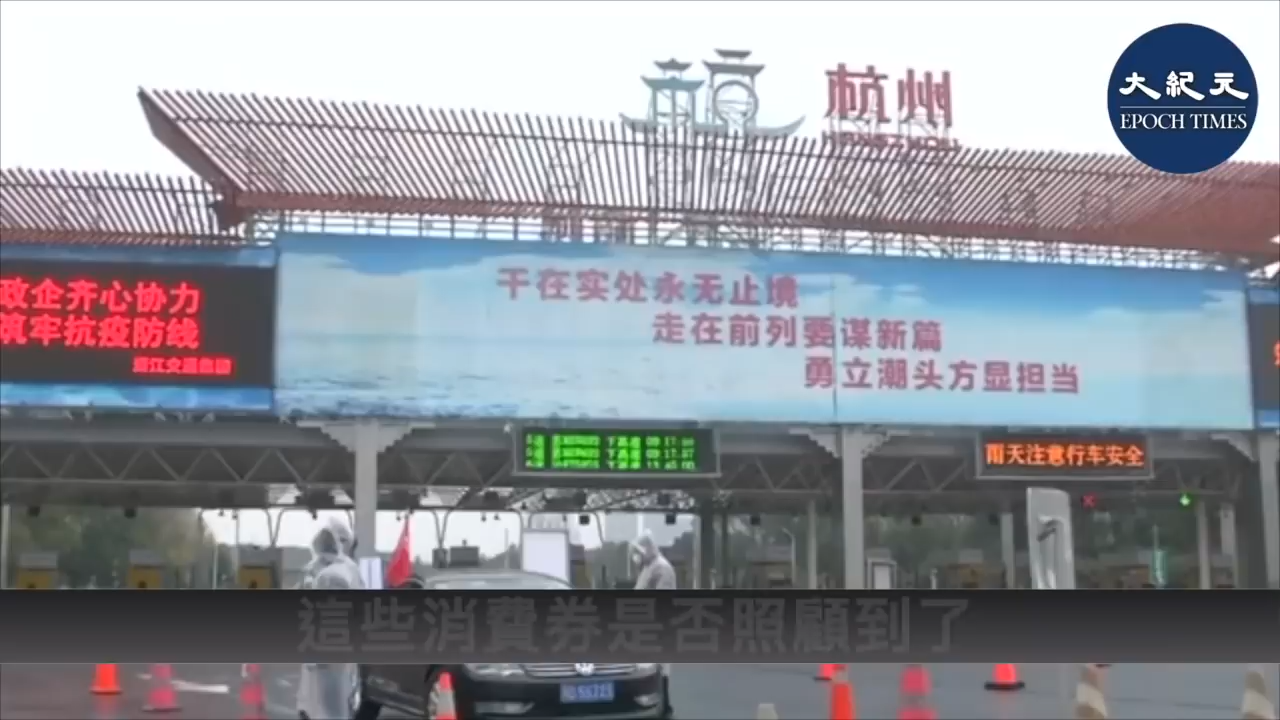 大紀元
EPOCH TIMES
杭州
政企齐心协力
筑牢抗疫防线
浙江交通集团
干在实处永无止境
走在前列要谋新篇
勇立潮头方显担当
雨天注意行车安全
這些消費券是否照顧到了